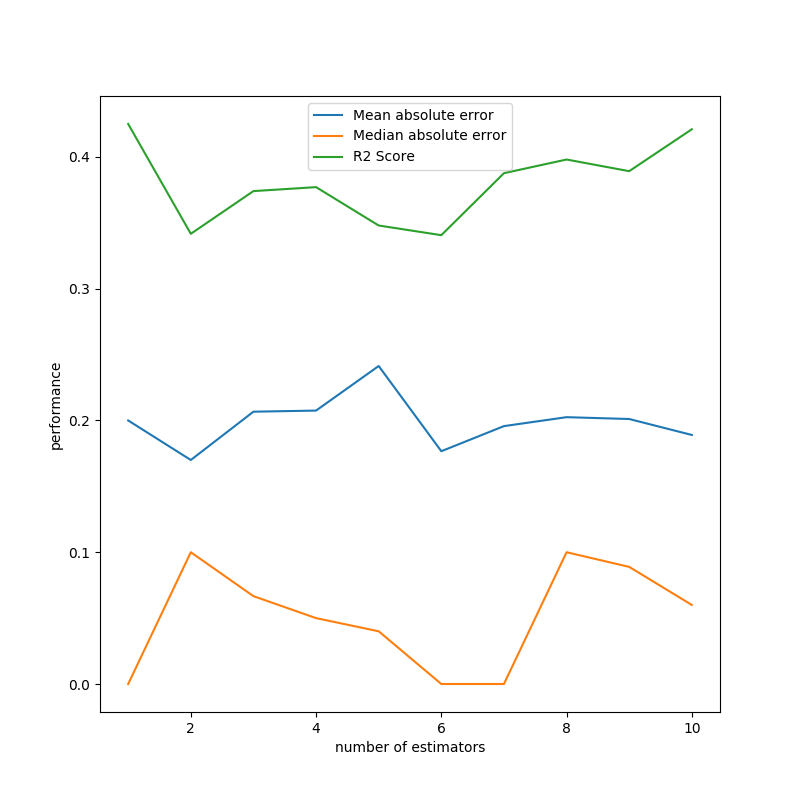 Mean absolute error
Median absolute error
R2 Score
0.4
0.3
0.2
0.1
0.0
performance
2 4 6 8 10
number of estimators